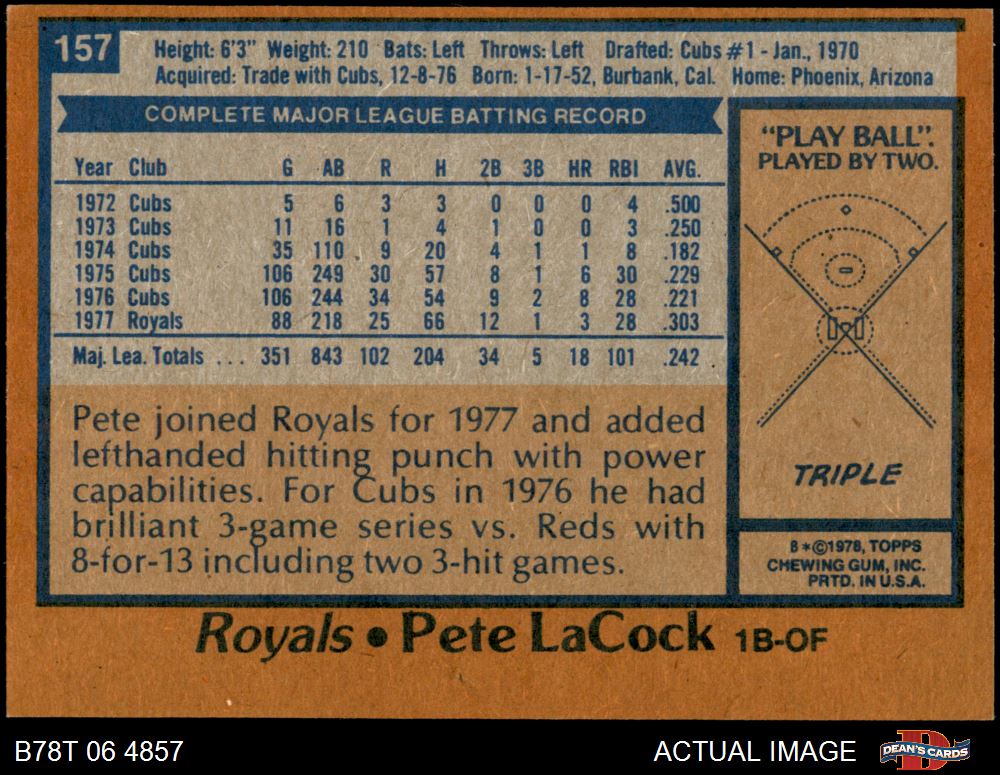 157
Height: 6'3" Weight: 210 Bats: Left Throws: Left Drafted: Cubs #1 - Jan., 1970
Acquired: Trade with Cubs, 12-8-76 Born: 1-17-52, Burbank, Cal. Home: Phoenix, Arizona
COMPLETE MAJOR LEAGUE BATTING RECORD
Year Club G AB R H 2B 3B HR RBI AVG.
1972 Cubs 5 6 3 3 0 0 0 4 .500
1973 Cubs 11 16 1 4 1 0 0 3 .250
1974 Cubs 35 110 9 20 4 1 1 8 .182
1975 Cubs 106 249 30 57 8 1 6 30 .229
1976 Cubs 106 244 34 54 9 2 8 28 .221
1977 Royals 88 218 25 66 12 1 3 28 .303
Maj. Lea. Totals ... 351 843 102 204 34 5 18 101 .242
Pete joined Royals for 1977 and added
lefthanded hitting punch with power
capabilities. For Cubs in 1976 he had
brilliant 3-game series vs. Reds with
8-for-13 including two 3-hit games.
"PLAY BALL".
PLAYED BY TWO.
TRIPLE
B*©1978, TOPPS
CHEWING GUM, INC.
PRTD. IN U.S.A.
Royals • Pete LaCock 1B-OF
B78T 06 4857
ACTUAL IMAGE
D
DEAN'S CARDS